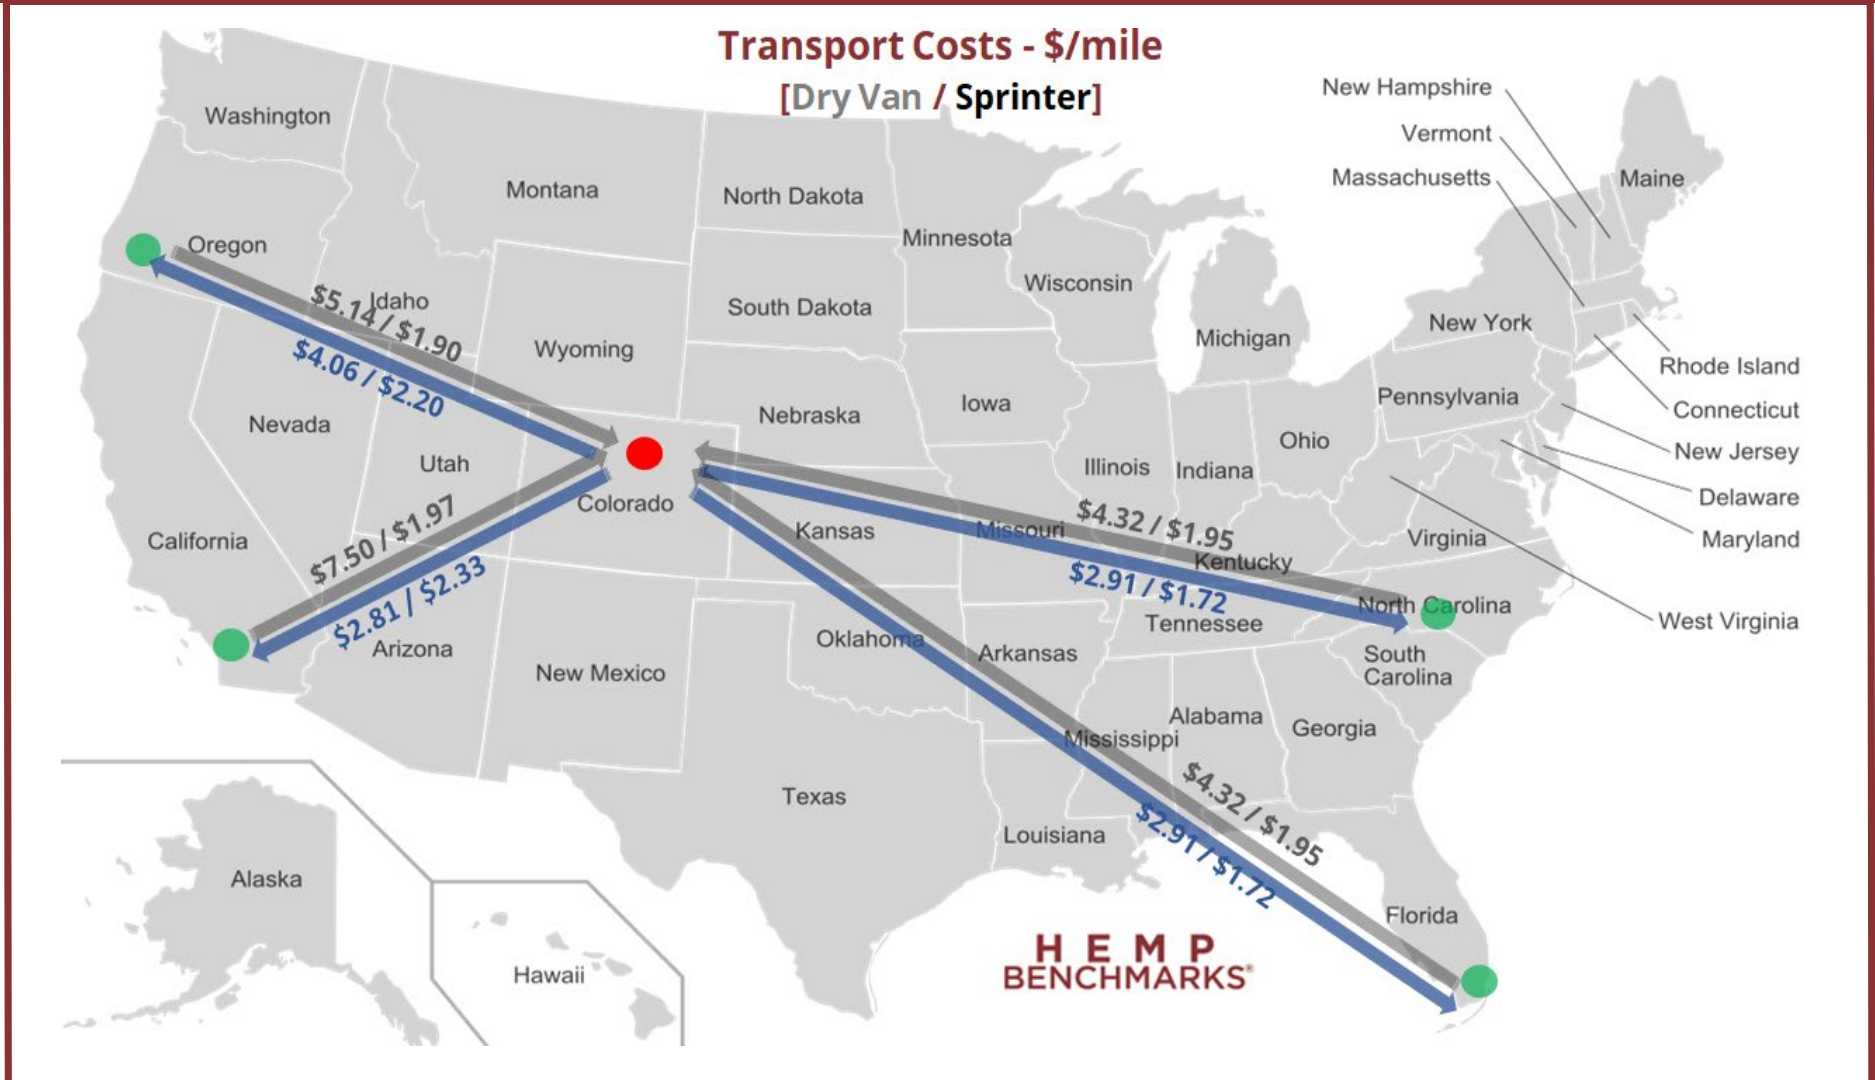 Transport Costs - $/mile
[Dry Van / Sprinter]
New Hampshire
Vermont
Massachusetts
Maine
Washington
Montana
North Dakota
Minnesota
Oregon
Idaho
Wisconsin
South Dakota
Michigan
New York
Wyoming
Rhode Island
Pennsylvania
Connecticut
Iowa
Nebraska
Nevada
Ohio
New Jersey
Utah
Illinois
Indiana
Delaware
Colorado
Kansas
Missouri
Virginia
Maryland
California
Kentucky
North Carolina
West Virginia
Tennessee
Oklahoma
Arkansas
South
Carolina
Arizona
New Mexico
Alabama
Georgia
Mississippi
Texas
Louisiana
Alaska
Florida
Hawaii
$5.14 / $1.90
$4.06 / $2.20
$7.50 / $1.97
$2.81 / $2.33
$4.32 / $1.95
$2.91 / $1.72
$4.32 / $1.95
$2.91 / $1.72
HEMP
BENCHMARKS®